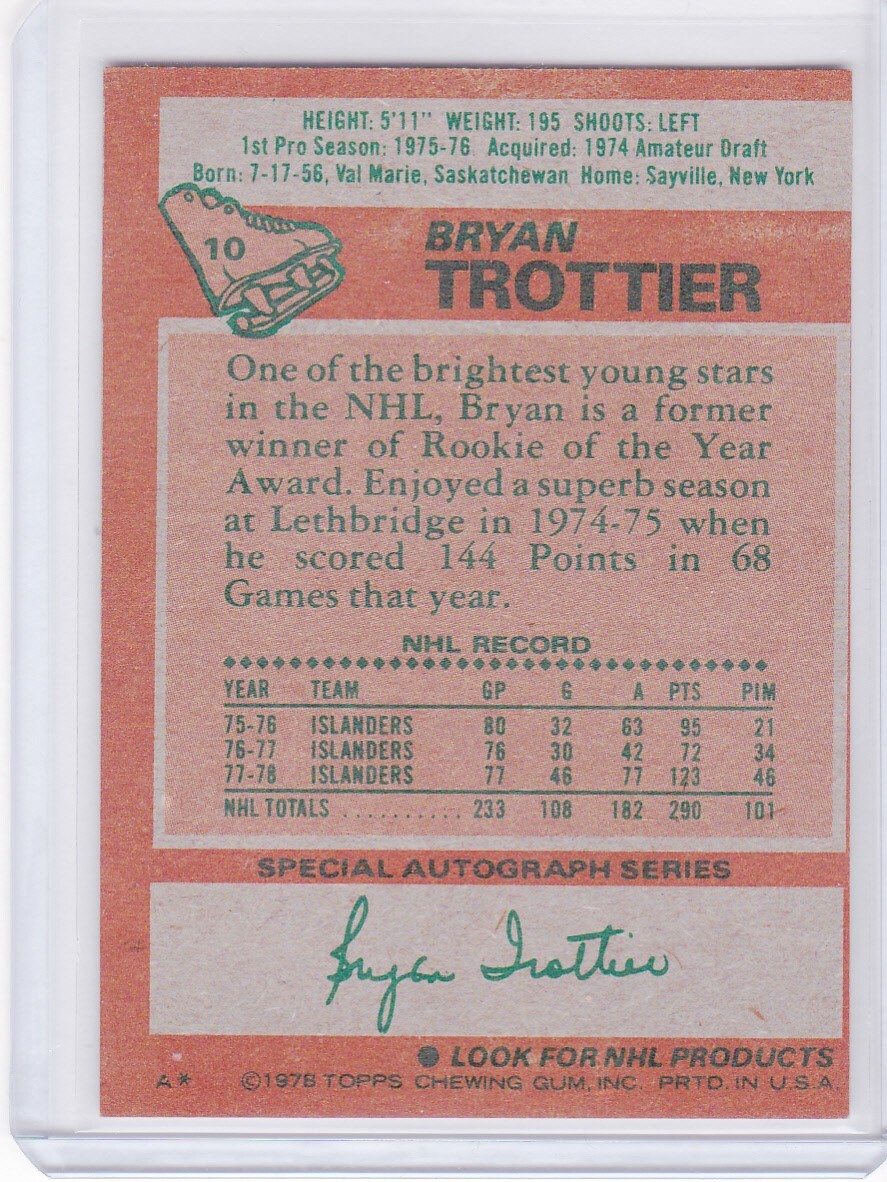 HEIGHT: 5'11" WEIGHT: 195 SHOOTS: LEFT
1st Pro Season: 1975-76 Acquired: 1974 Amateur Draft
Born: 7-17-56, Val Marie, Saskatchewan Home: Sayville, New York
10
BRYAN
TROTTIER
One of the brightest young stars
in the NHL, Bryan is a former
winner of Rookie of the Year
Award. Enjoyed a superb season
at Lethbridge in 1974-75 when
he scored 144 Points in 68
Games that year.
NHL RECORD
YEAR TEAM GP G A PTS PIM
75-76 ISLANDERS 80 32 63 95 21
76-77 ISLANDERS 76 30 42 72 34
77-78 ISLANDERS 77 46 77 123 46
NHL TOTALS .......... 233 108 182 290 101
SPECIAL AUTOGRAPH SERIES
Bryan Trottier
● LOOK FOR NHL PRODUCTS
A* ©1978 TOPPS CHEWING GUM, INC. PRTD. IN U.S.A.